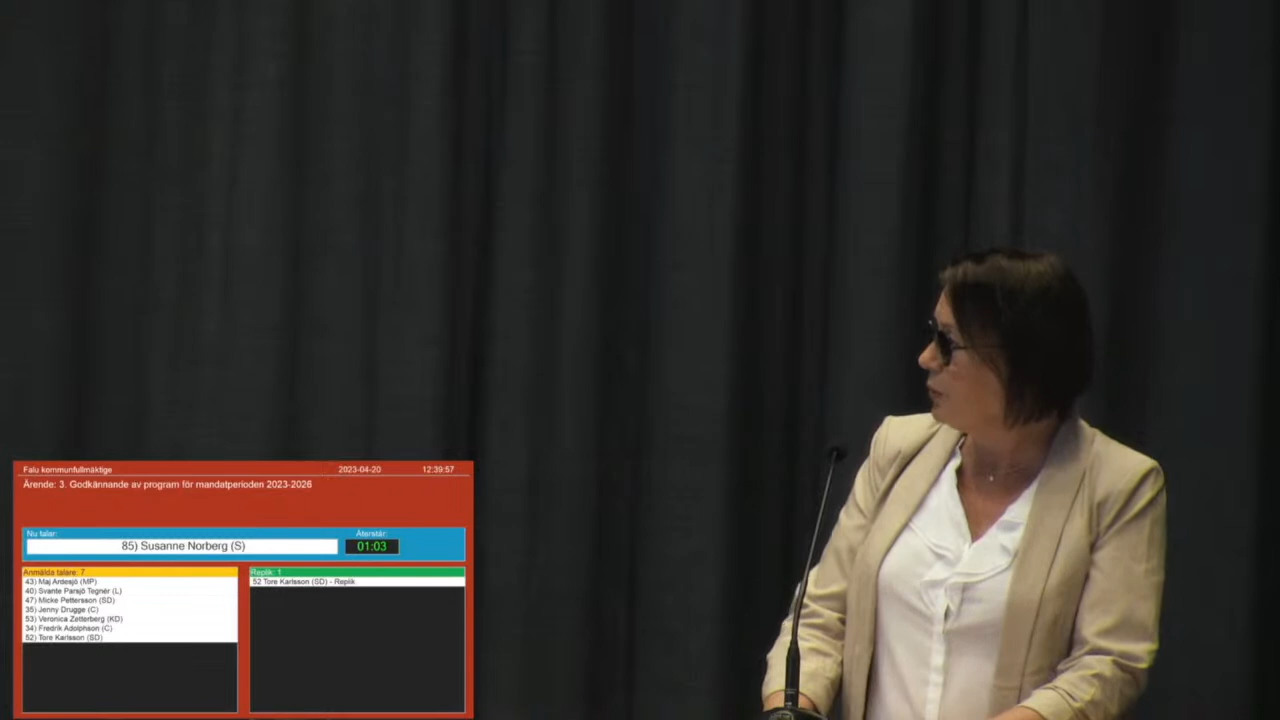 Falu kommunfullmäktige 2023-04-20 12:39:57
Ärende: 3. Godkännande av program för mandatperioden 2023-2026
Nu talar: Återstår:
85) Susanne Norberg (S) 01:03
Anmälda talare: 7
43) Maj Ardesjö (MP)
40) Svante Parsjö Tegnér (L)
47) Micke Pettersson (SD)
35) Jenny Drugge (C)
53) Veronica Zetterberg (KD)
34) Fredrik Adolphson (C)
52) Tore Karlsson (SD)
Replik: 1
52 Tore Karlsson (SD) - Replik